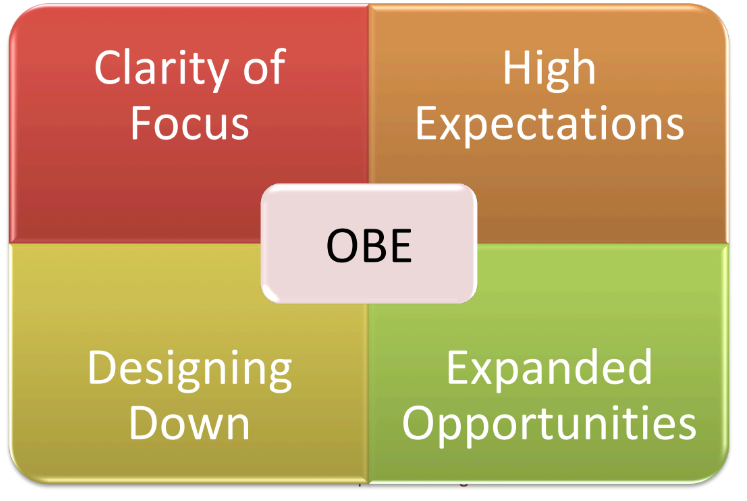 Clarity of
Focus
High
Expectations
OBE
Designing
Down
Expanded
Opportunities